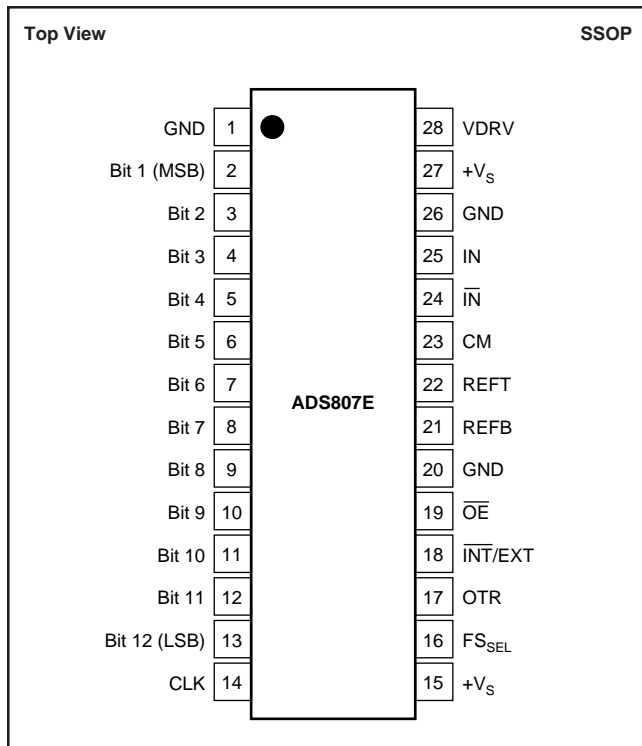 Top View SSOP
GND 1 28 VDRV
Bit 1 (MSB) 2 27 +VS
Bit 2 3 26 GND
Bit 3 4 25 IN
Bit 4 5 24 I̅N̅
Bit 5 6 23 CM
Bit 6 7 22 REFT
ADS807E
Bit 7 8 21 REFB
Bit 8 9 20 GND
Bit 9 10 19 O̅E̅
Bit 10 11 18 I̅N̅T̅/EXT
Bit 11 12 17 OTR
Bit 12 (LSB) 13 16 FSSEL
CLK 14 15 +VS